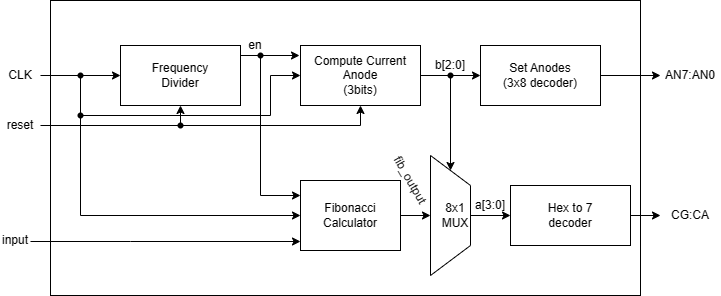 en
CLK
Frequency
Divider
Compute Current
Anode
(3bits)
b[2:0]
Set Anodes
(3x8 decoder)
AN7:AN0
reset
fib_output
Fibonacci
Calculator
8x1
MUX
a[3:0]
Hex to 7
decoder
CG:CA
input